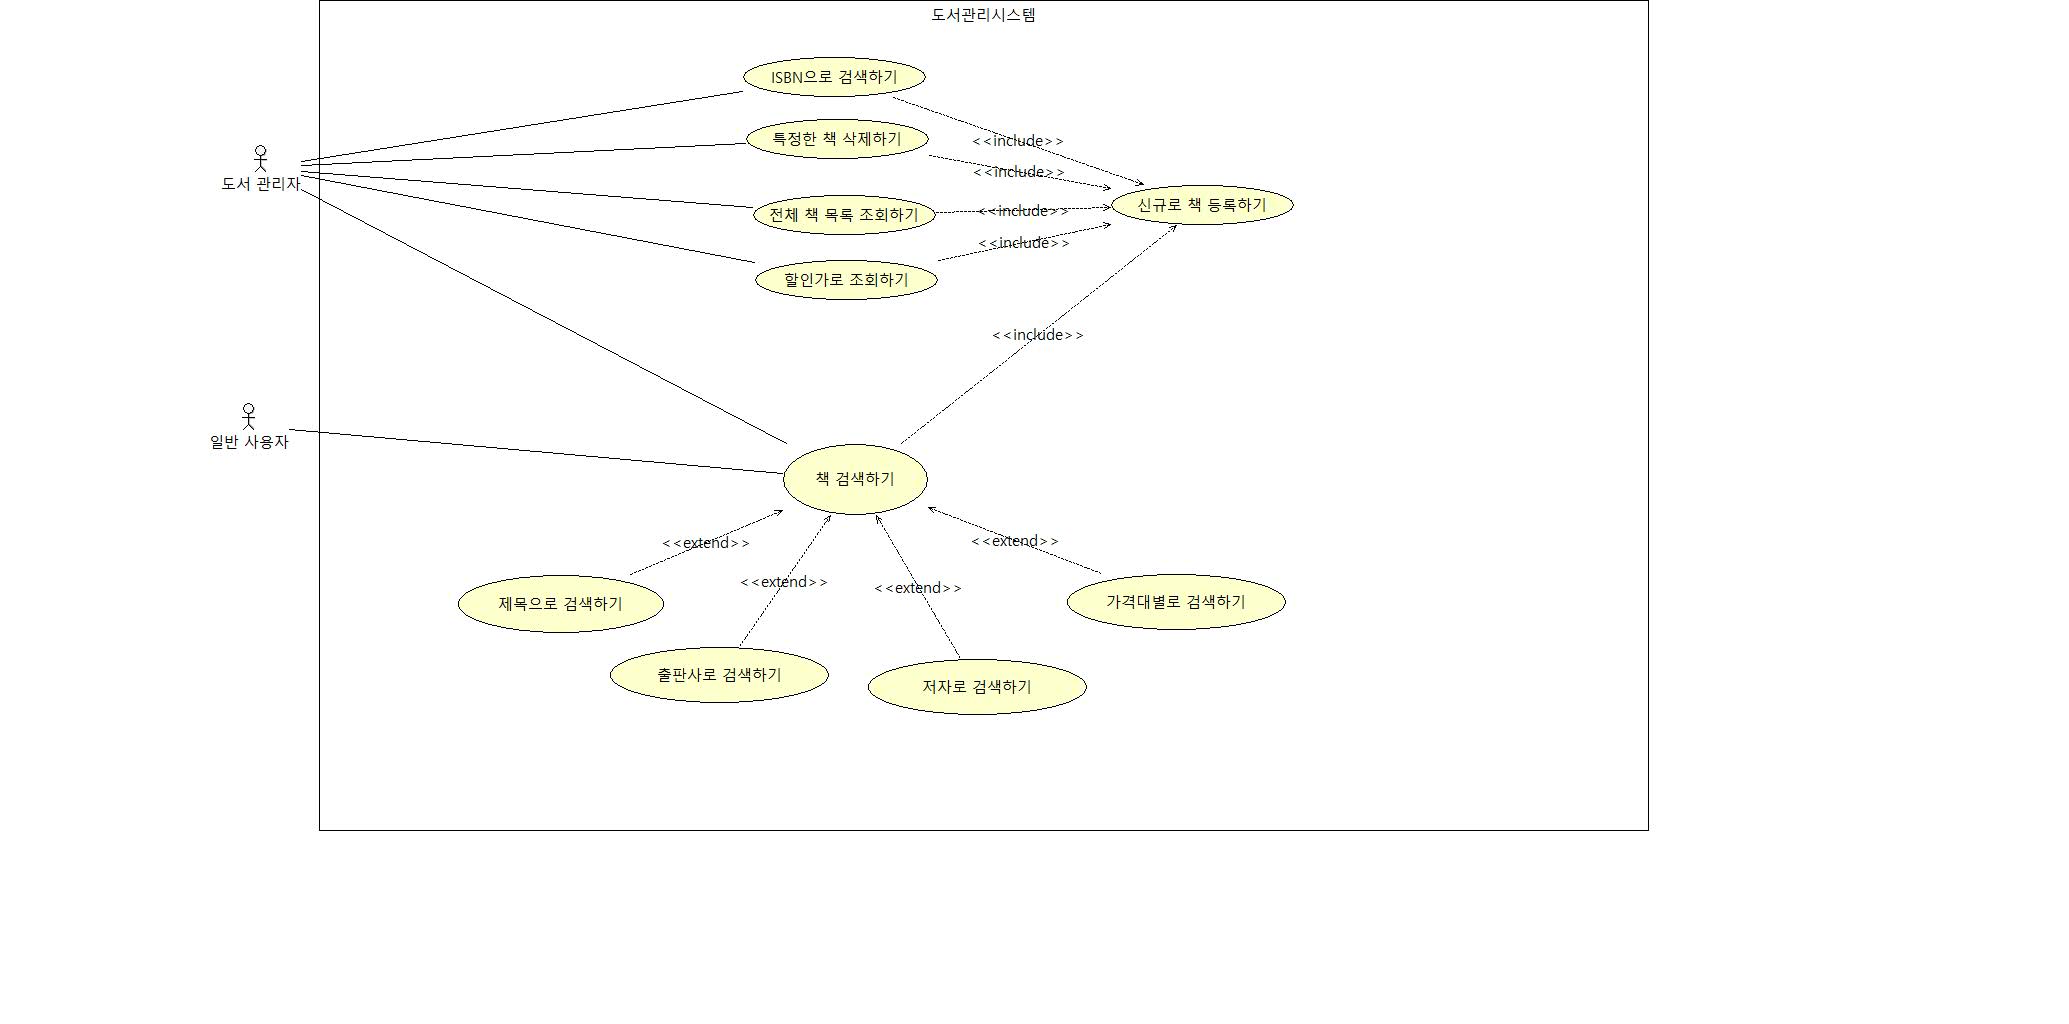 도서관리시스템
ISBN으로 검색하기
특정한 책 삭제하기
<<include>>
<<include>>
도서 관리자
신규로 책 등록하기
전체 책 목록 조회하기
<<include>>
<<include>>
할인가로 조회하기
<<include>>
일반 사용자
책 검색하기
<<extend>>
<<extend>>
<<extend>>
<<extend>>
제목으로 검색하기
가격대별로 검색하기
출판사로 검색하기
저자로 검색하기